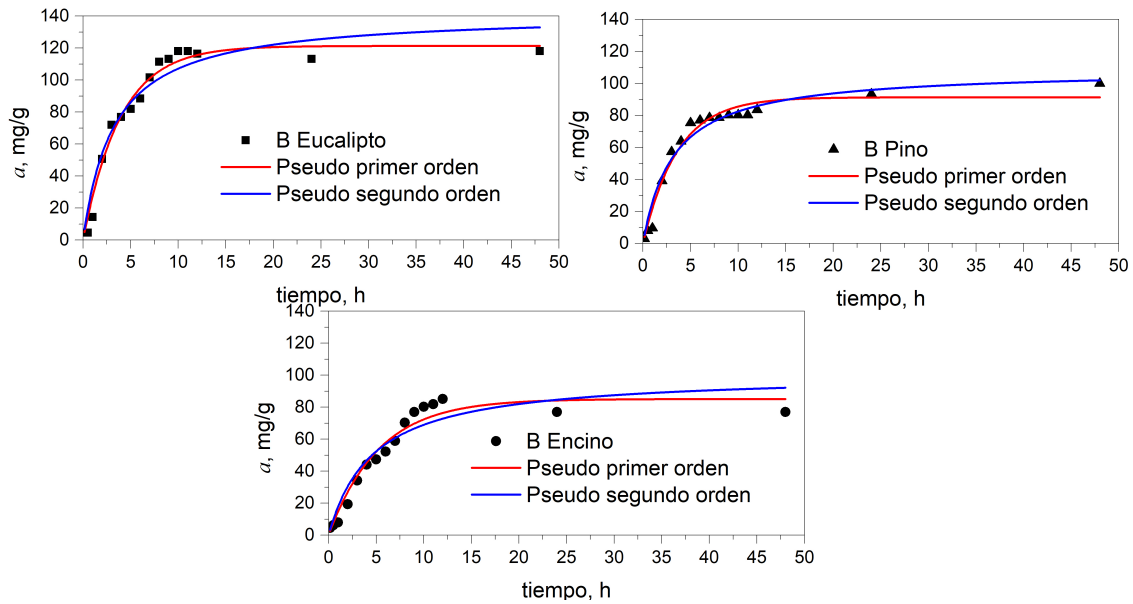 140
120
100
80
60
40
20
0
a, mg/g
B Eucalipto
Pseudo primer orden
Pseudo segundo orden
0 5 10 15 20 25 30 35 40 45 50
tiempo, h
140
120
100
80
60
40
20
0
a, mg/g
B Pino
Pseudo primer orden
Pseudo segundo orden
0 5 10 15 20 25 30 35 40 45 50
tiempo, h
140
120
100
80
60
40
20
0
a, mg/g
B Encino
Pseudo primer orden
Pseudo segundo orden
0 5 10 15 20 25 30 35 40 45 50
tiempo, h